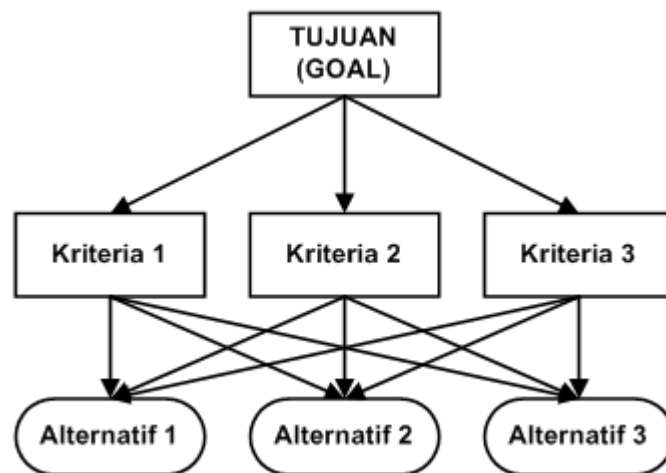 TUJUAN
(GOAL)
Kriteria 1
Kriteria 2
Kriteria 3
Alternatif 1
Alternatif 2
Alternatif 3